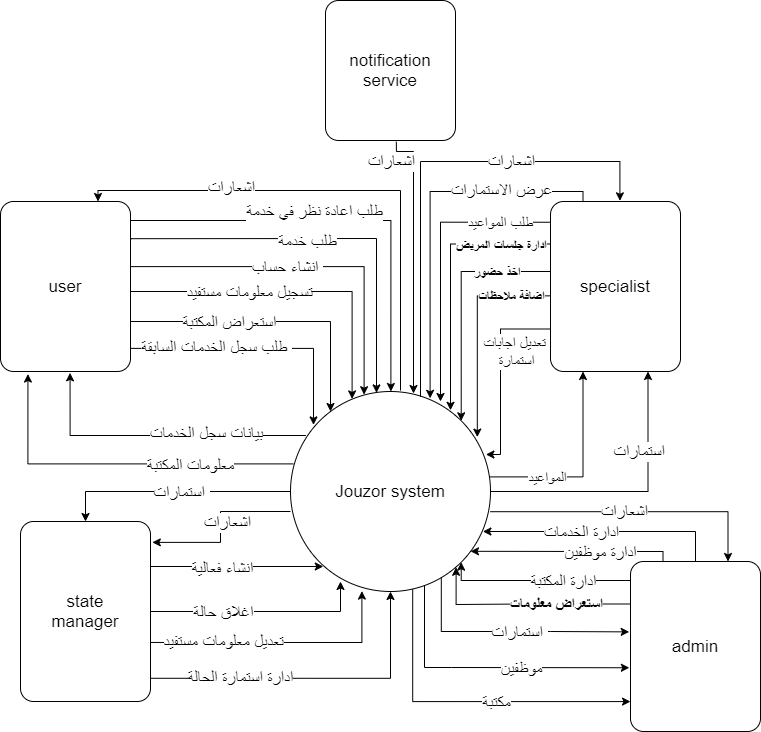 notification
service
اشعارات
اشعارات
اشعارات
عرض الاستمارات
طلب اعادة نظر في خدمة
طلب المواعيد
طلب خدمة
ادارة جلسات المريض
user
انشاء حساب
اخذ حضور
specialist
تسجيل معلومات مستفيد
اضافة ملاحظات
استعراض المكتبة
طلب سجل الخدمات السابقة
تعديل اجابات
استمارة
بيانات سجل الخدمات
استمارات
معلومات المكتبة
المواعيد
Jouzor system
استمارات
اشعارات
اشعارات
ادارة الخدمات
ادارة موظفين
انشاء فعالية
ادارة المكتبة
state
manager
اغلاق حالة
استعراض معلومات
استمارات
تعديل معلومات مستفيد
admin
موظفين
ادارة استمارة الحالة
مكتبة